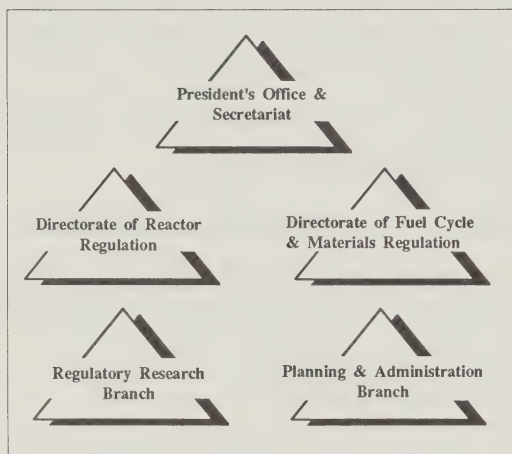 President's Office &
Secretariat
Directorate of Reactor
Regulation
Directorate of Fuel Cycle
& Materials Regulation
Regulatory Research
Branch
Planning & Administration
Branch